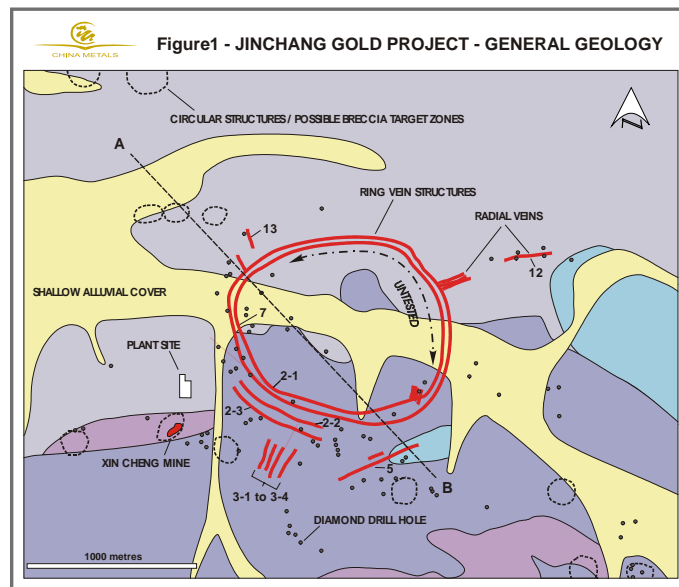 CHINA METALS
Figure1 - JINCHANG GOLD PROJECT - GENERAL GEOLOGY
CIRCULAR STRUCTURES / POSSIBLE BRECCIA TARGET ZONES
A
RING VEIN STRUCTURES
RADIAL VEINS
13
12
UNTESTED
SHALLOW ALLUVIAL COVER
7
PLANT SITE
2-1
2-3
2-2
XIN CHENG MINE
5
3-1 to 3-4
B
DIAMOND DRILL HOLE
1000 metres